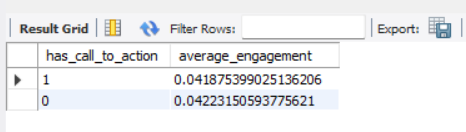 Result Grid Filter Rows: Export:
has_call_to_action average_engagement
1 0.041875399025136206
0 0.04223150593775621